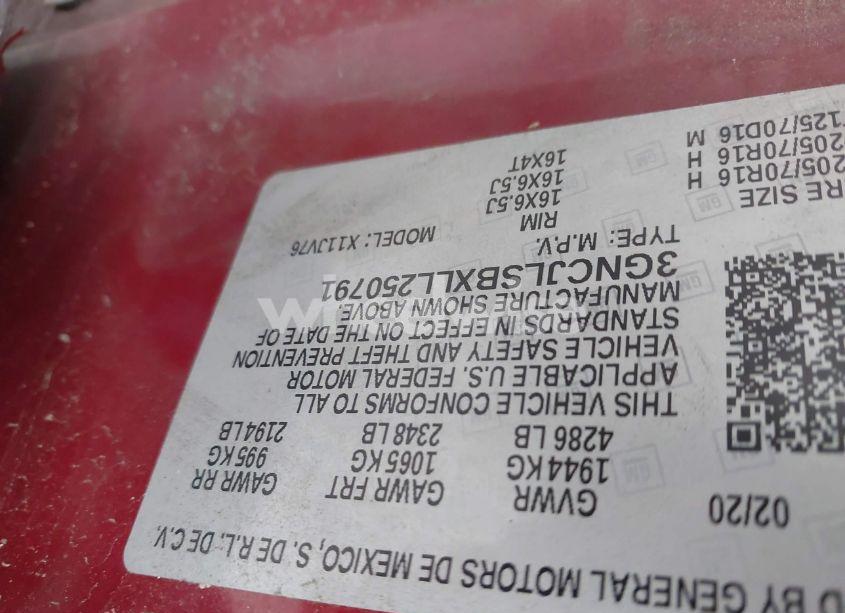 D BY GENERAL MOTORS DE MEXICO, S. DE R.L. DE C.V.
02/20 GVWR GAWR FRT GAWR RR
1944 KG 1065 KG 995 KG
4286 LB 2348 LB 2194 LB
THIS VEHICLE CONFORMS TO ALL
APPLICABLE U.S. FEDERAL MOTOR
VEHICLE SAFETY AND THEFT PREVENTION
STANDARDS IN EFFECT ON THE DATE OF
MANUFACTURE SHOWN ABOVE.
3GNCJLSBXLL250791
TYPE: M.P.V. MODEL: X11JV76
RE SIZE RIM
205/70R16 H 16X6.5J
205/70R16 H 16X6.5J
125/70D16 M 16X4T